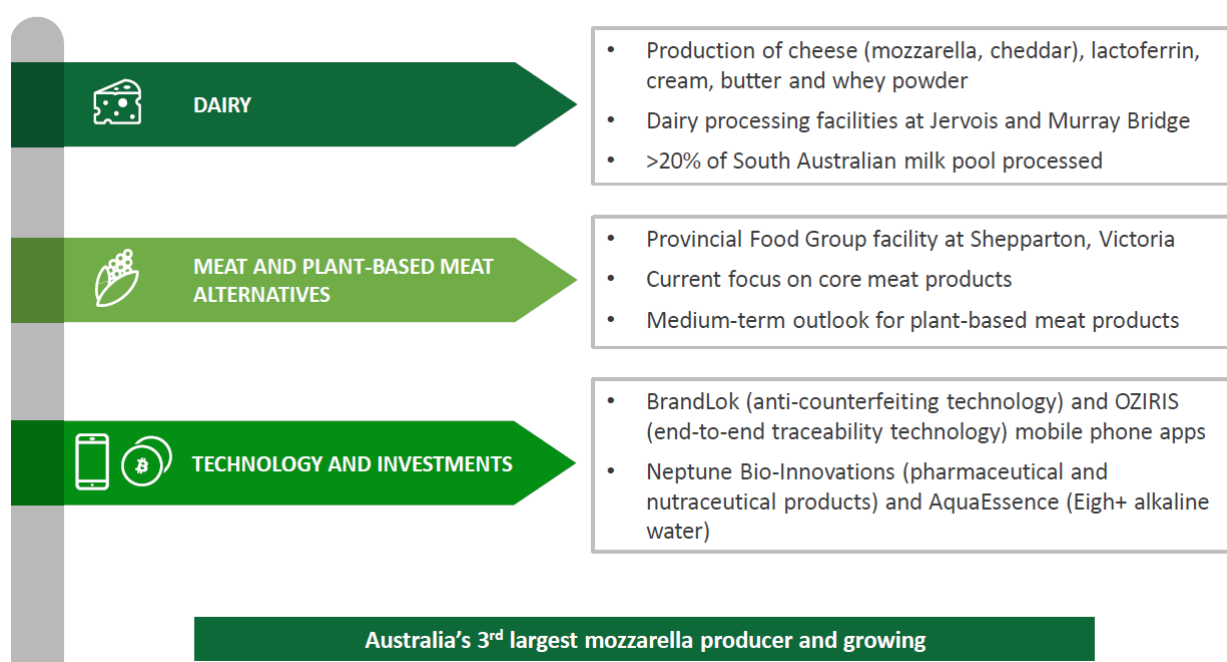 DAIRY
• Production of cheese (mozzarella, cheddar), lactoferrin,
cream, butter and whey powder
• Dairy processing facilities at Jervois and Murray Bridge
• >20% of South Australian milk pool processed
MEAT AND PLANT-BASED MEAT
ALTERNATIVES
• Provincial Food Group facility at Shepparton, Victoria
• Current focus on core meat products
• Medium-term outlook for plant-based meat products
TECHNOLOGY AND INVESTMENTS
• BrandLok (anti-counterfeiting technology) and OZIRIS
(end-to-end traceability technology) mobile phone apps
• Neptune Bio-Innovations (pharmaceutical and
nutraceutical products) and AquaEssence (Eigh+ alkaline
water)
Australia's 3rd largest mozzarella producer and growing